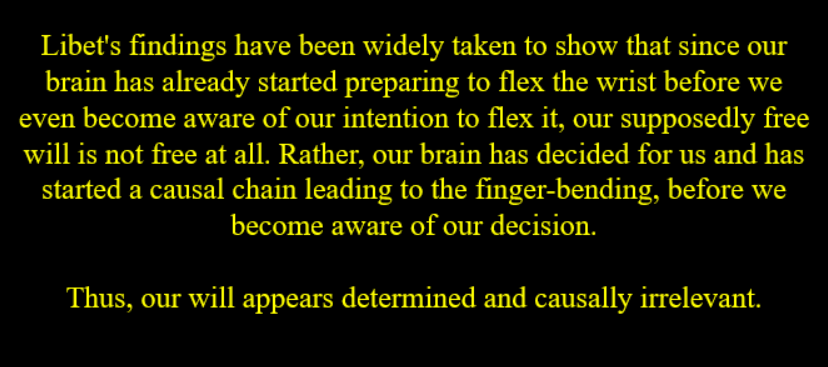 Libet's findings have been widely taken to show that since our
brain has already started preparing to flex the wrist before we
even become aware of our intention to flex it, our supposedly free
will is not free at all. Rather, our brain has decided for us and has
started a causal chain leading to the finger-bending, before we
become aware of our decision.
Thus, our will appears determined and causally irrelevant.